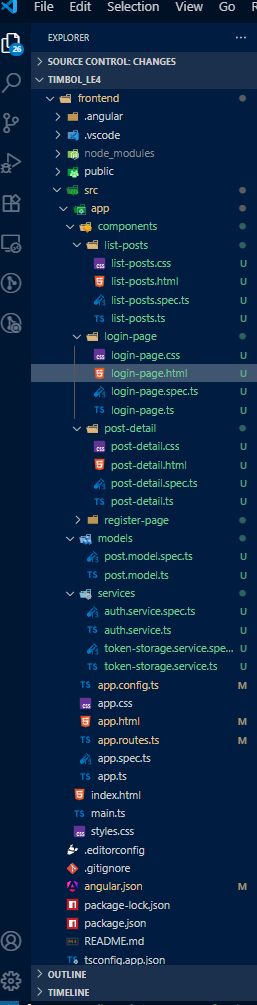 File Edit Selection View Go R
EXPLORER ...
26
SOURCE CONTROL: CHANGES
TIMBOL_LE4
frontend
.angular
.vscode
node_modules
public
src
app
components
list-posts
list-posts.css U
list-posts.html U
list-posts.spec.ts U
list-posts.ts U
login-page
login-page.css U
login-page.html U
login-page.spec.ts U
login-page.ts U
post-detail
post-detail.css U
post-detail.html U
post-detail.spec.ts U
post-detail.ts U
register-page
models
post.model.spec.ts U
post.model.ts U
services
auth.service.spec.ts U
auth.service.ts U
token-storage.service.spe... U
token-storage.service.ts U
app.config.ts M
app.css
app.html M
app.routes.ts M
app.spec.ts
app.ts
index.html
main.ts
styles.css
.editorconfig
.gitignore
angular.json M
package-lock.json
package.json
README.md
tsconfig.app.json
OUTLINE
TIMELINE